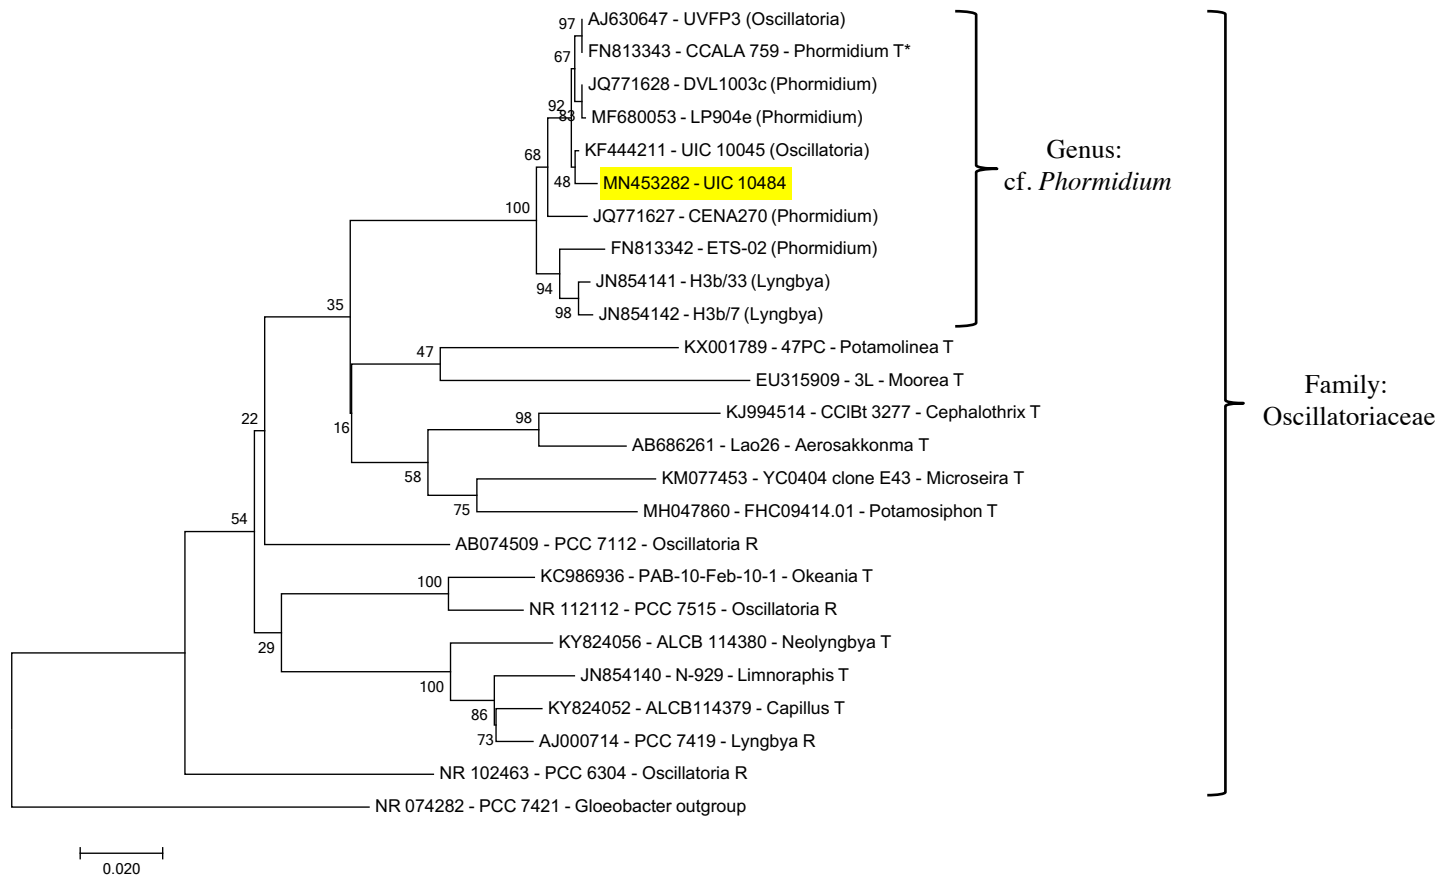 97
AJ630647 - UVFP3 (Oscillatoria)
FN813343 - CCALA 759 - Phormidium T*
67
JQ771628 - DVL1003c (Phormidium)
92
83
MF680053 - LP904e (Phormidium)
KF444211 - UIC 10045 (Oscillatoria)
68
48
MN453282 - UIC 10484
100
JQ771627 - CENA270 (Phormidium)
FN813342 - ETS-02 (Phormidium)
JN854141 - H3b/33 (Lyngbya)
94
98
JN854142 - H3b/7 (Lyngbya)
Genus:
cf. Phormidium
35
KX001789 - 47PC - Potamolinea T
47
EU315909 - 3L - Moorea T
KJ994514 - CCIBt 3277 - Cephalothrix T
98
22
16
AB686261 - Lao26 - Aerosakkonma T
58
KM077453 - YC0404 clone E43 - Microseira T
75
MH047860 - FHC09414.01 - Potamosiphon T
54
AB074509 - PCC 7112 - Oscillatoria R
100
KC986936 - PAB-10-Feb-10-1 - Okeania T
NR 112112 - PCC 7515 - Oscillatoria R
29
KY824056 - ALCB 114380 - Neolyngbya T
100
JN854140 - N-929 - Limnoraphis T
86
KY824052 - ALCB114379 - Capillus T
73
AJ000714 - PCC 7419 - Lyngbya R
NR 102463 - PCC 6304 - Oscillatoria R
NR 074282 - PCC 7421 - Gloeobacter outgroup
Family:
Oscillatoriaceae
0.020